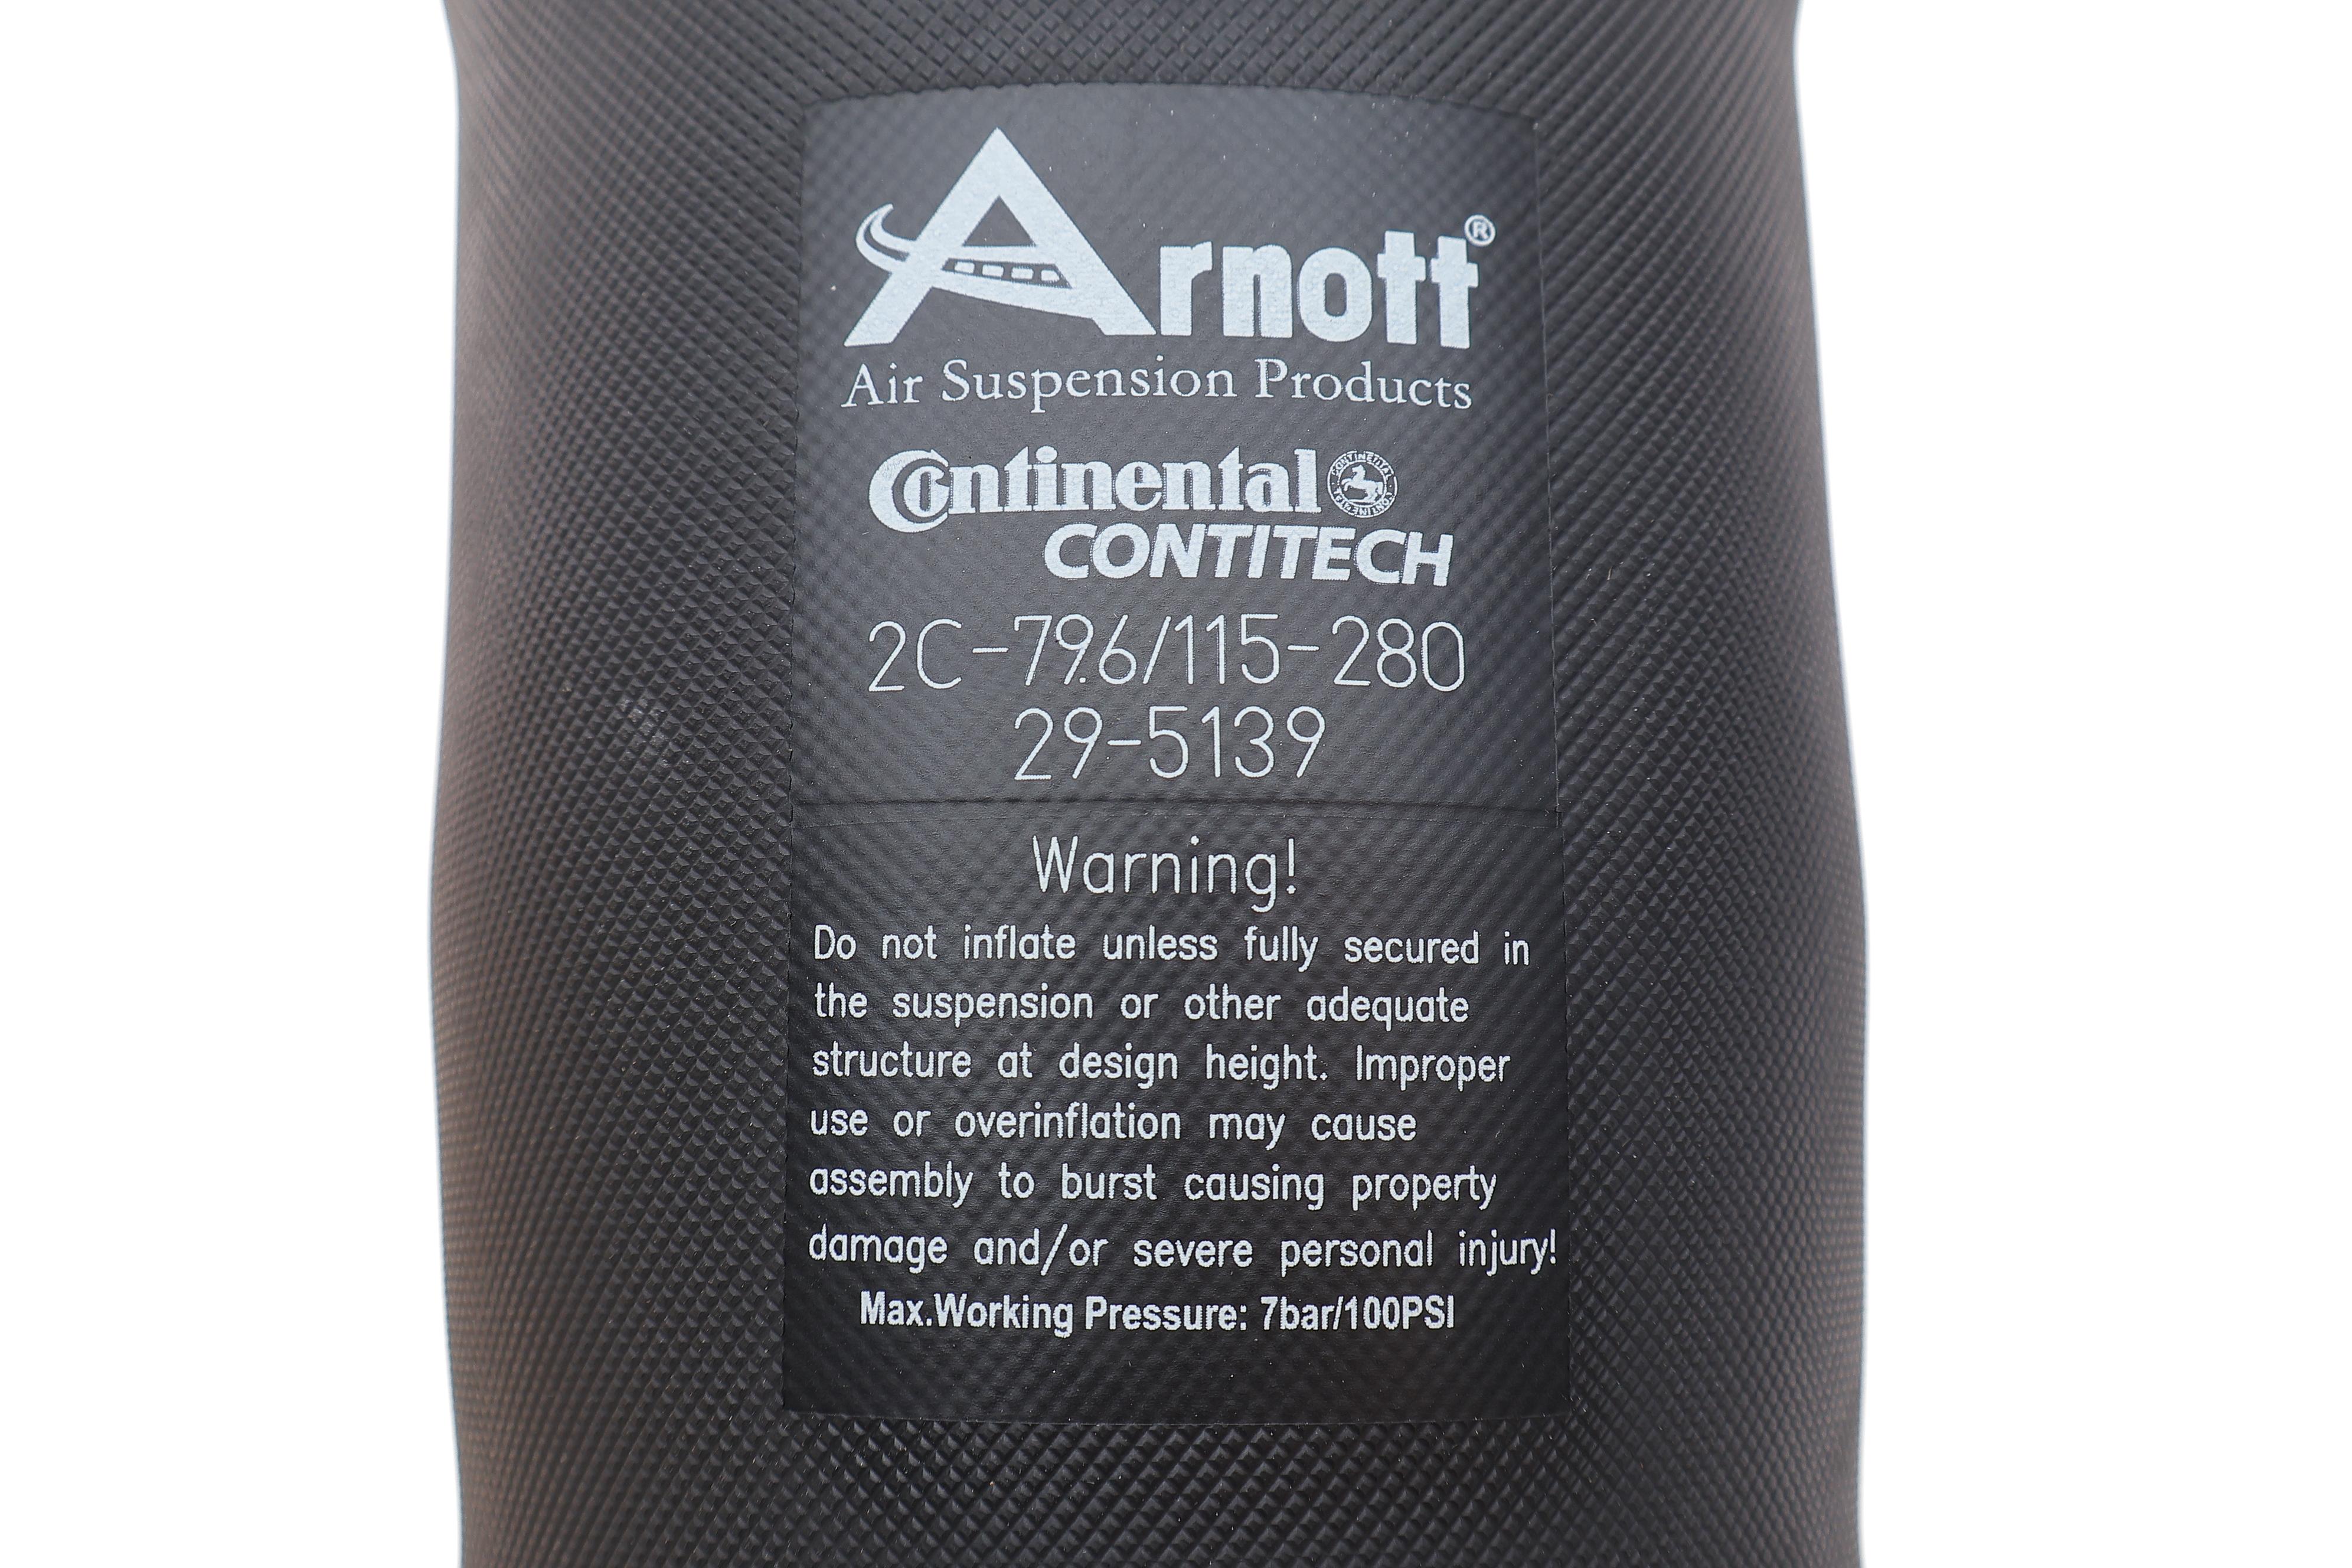 Arnott®
Air Suspension Products
Continental
CONTITECH
2C-79.6/115-280
29-5139
Warning!
Do not inflate unless fully secured in
the suspension or other adequate
structure at design height. Improper
use or overinflation may cause
assembly to burst causing property
damage and/or severe personal injury!
Max.Working Pressure: 7bar/100PSI